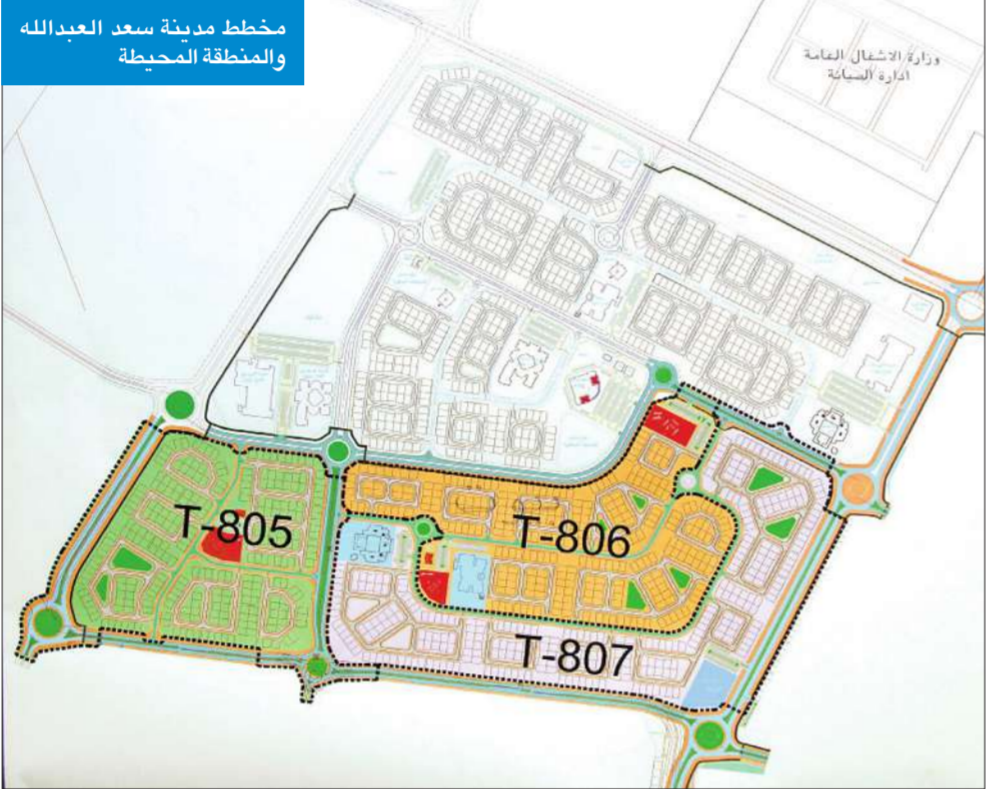 مخطط مدينة سعد العبدالله
والمنطقة المحيطة
وزارة الاشغال العامة
ادارة الصيانة
T-805
T-806
T-807